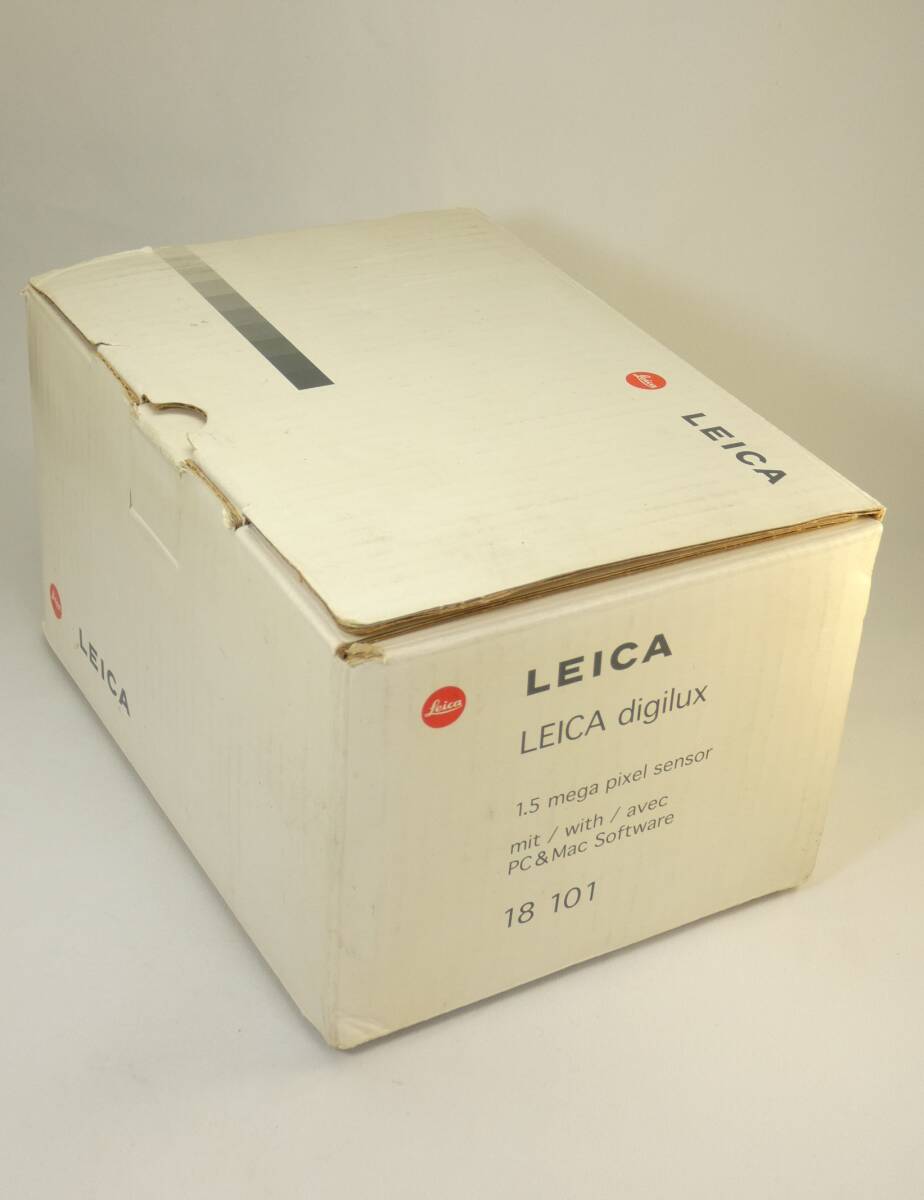 Leica
LEICA
Leica
LEICA
Leica
LEICA
LEICA digilux
1.5 mega pixel sensor
mit / with / avec
PC & Mac Software
18 101